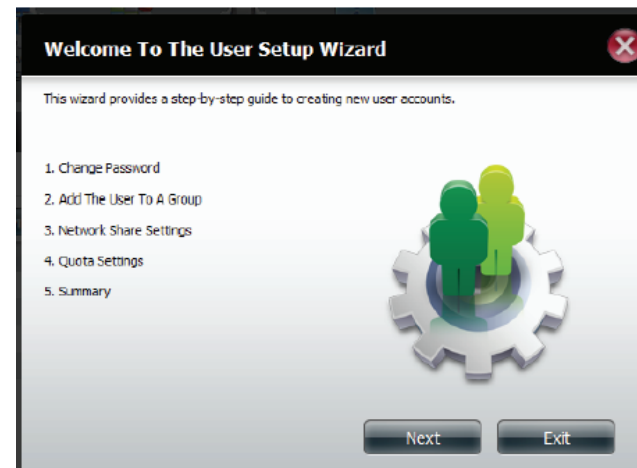 Welcome To The User Setup Wizard
This wizard provides a step-by-step guide to creating new user accounts.
1. Change Password
2. Add The User To A Group
3. Network Share Settings
4. Quota Settings
5. Summary
Next
Exit